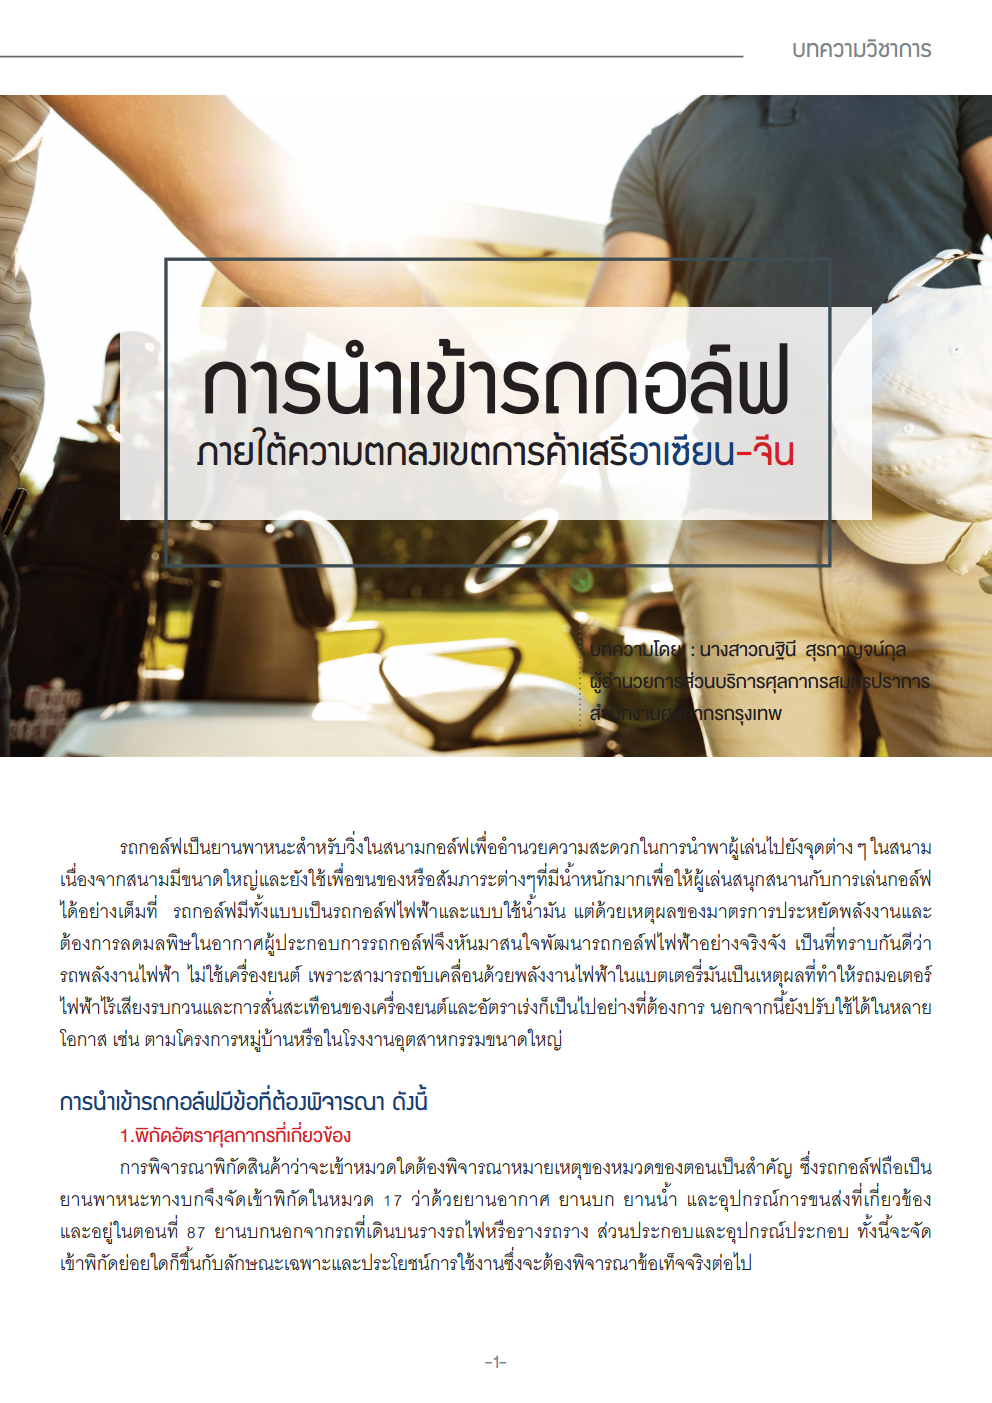 บทความวิชาการ
การนำเข้ารถกอล์ฟ
ภายใต้ความตกลงเขตการค้าเสรีอาเซียน-จีน
บทความโดย : นางสาวณฐินี สุรกาญจน์กุล
ผู้อำนวยการส่วนบริการศุลกากรสมุทรปราการ
สำนักงานศุลกากรกรุงเทพ
รถกอล์ฟเป็นยานพาหนะสำหรับวิ่งในสนามกอล์ฟเพื่ออำนวยความสะดวกในการนำพาผู้เล่นไปยังจุดต่าง ๆ ในสนาม
เนื่องจากสนามมีขนาดใหญ่และยังใช้เพื่อขนของหรือสัมภาระต่างๆที่มีน้ำหนักมากเพื่อให้ผู้เล่นสนุกสนานกับการเล่นกอล์ฟ
ได้อย่างเต็มที่ รถกอล์ฟมีทั้งแบบเป็นรถกอล์ฟไฟฟ้าและแบบใช้น้ำมัน แต่ด้วยเหตุผลของมาตรการประหยัดพลังงานและ
ต้องการลดมลพิษในอากาศผู้ประกอบการรถกอล์ฟจึงหันมาสนใจพัฒนารถกอล์ฟไฟฟ้าอย่างจริงจัง เป็นที่ทราบกันดีว่า
รถพลังงานไฟฟ้า ไม่ใช้เครื่องยนต์ เพราะสามารถขับเคลื่อนด้วยพลังงานไฟฟ้าในแบตเตอรี่มันเป็นเหตุผลที่ทำให้รถมอเตอร์
ไฟฟ้าไร้เสียงรบกวนและการสั่นสะเทือนของเครื่องยนต์และอัตราเร่งก็เป็นไปอย่างที่ต้องการ นอกจากนี้ยังปรับใช้ได้ในหลาย
โอกาส เช่น ตามโครงการหมู่บ้านหรือในโรงงานอุตสาหกรรมขนาดใหญ่
การนำเข้ารถกอล์ฟมีข้อที่ต้องพิจารณา ดังนี้
1.พิกัดอัตราศุลกากรที่เกี่ยวข้อง
การพิจารณาพิกัดสินค้าว่าจะเข้าหมวดใดต้องพิจารณาหมายเหตุของหมวดของตอนเป็นสำคัญ ซึ่งรถกอล์ฟถือเป็น
ยานพาหนะทางบกจึงจัดเข้าพิกัดในหมวด 17 ว่าด้วยยานอากาศ ยานบก ยานน้ำ และอุปกรณ์การขนส่งที่เกี่ยวข้อง
และอยู่ในตอนที่ 87 ยานบกนอกจากรถที่เดินบนรางรถไฟหรือรางรถราง ส่วนประกอบและอุปกรณ์ประกอบ ทั้งนี้จะจัด
เข้าพิกัดย่อยใดก็ขึ้นกับลักษณะเฉพาะและประโยชน์การใช้งานซึ่งจะต้องพิจารณาข้อเท็จจริงต่อไป
-1-